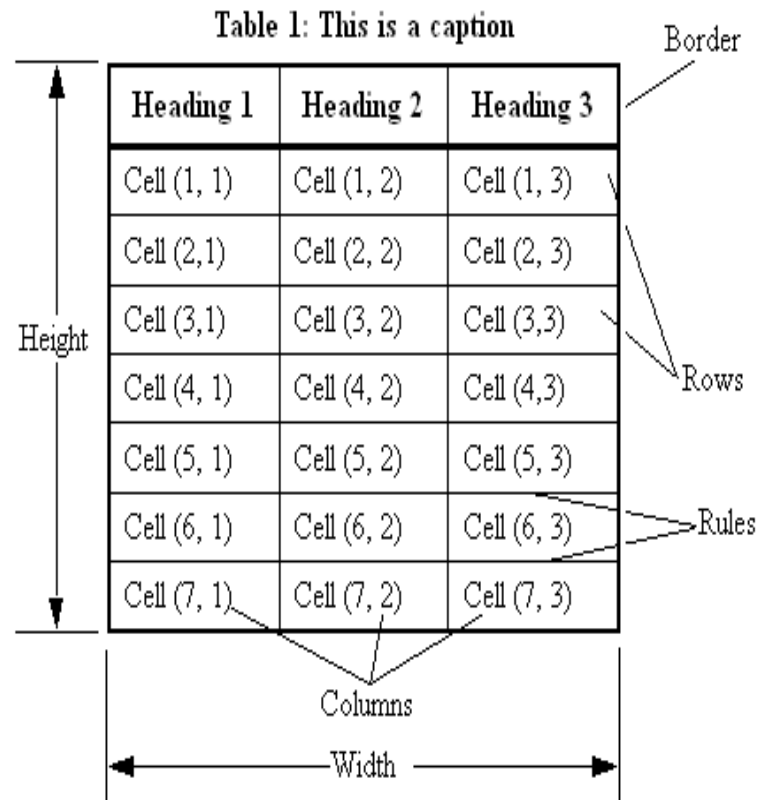 Table 1: This is a caption
Border
Heading 1 Heading 2 Heading 3
Cell (1, 1) Cell (1, 2) Cell (1, 3)
Cell (2,1) Cell (2, 2) Cell (2, 3)
Cell (3,1) Cell (3, 2) Cell (3,3)
Height
Cell (4, 1) Cell (4, 2) Cell (4,3)
Rows
Cell (5, 1) Cell (5, 2) Cell (5, 3)
Cell (6, 1) Cell (6, 2) Cell (6, 3)
Rules
Cell (7, 1) Cell (7, 2) Cell (7, 3)
Columns
Width